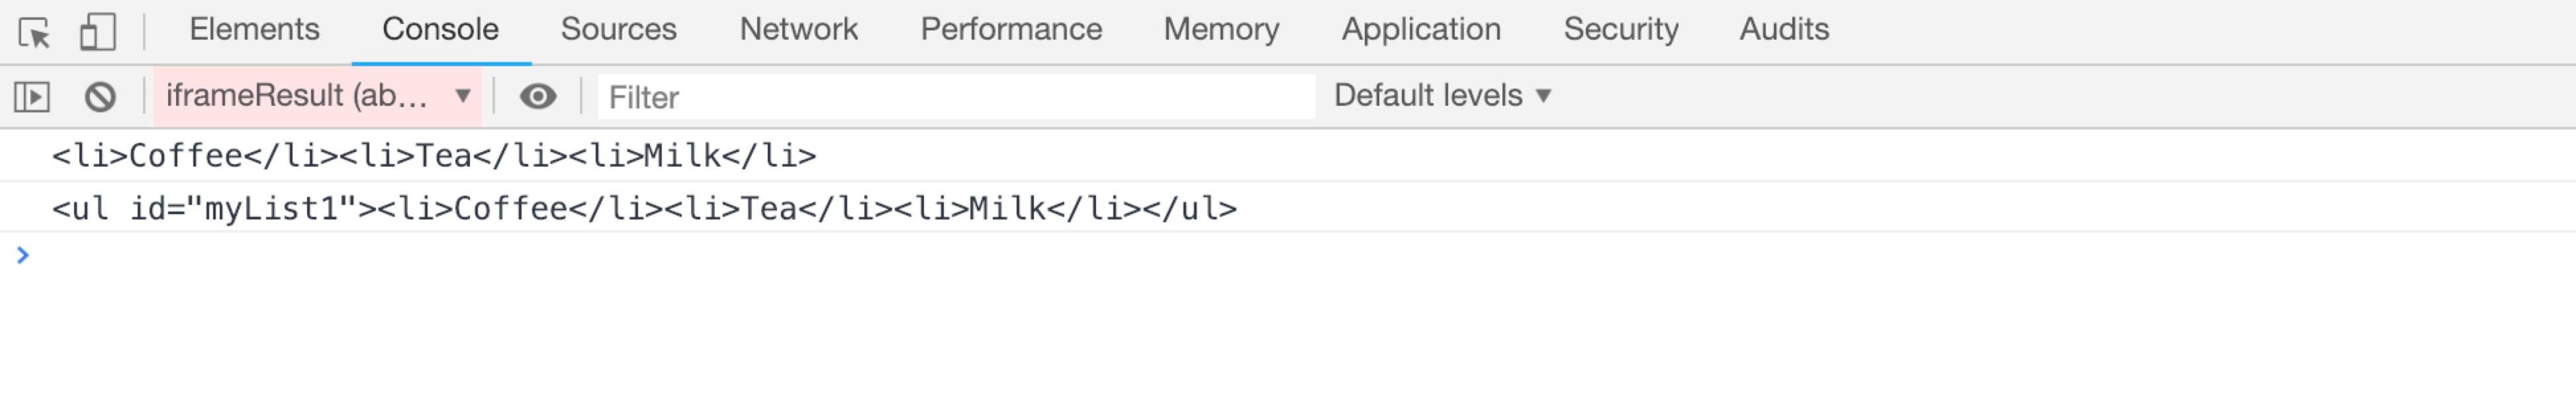 Elements Console Sources Network Performance Memory Application Security Audits
iframeResult (ab… ▼ Filter Default levels ▼
<li>Coffee</li><li>Tea</li><li>Milk</li>
<ul id="myList1"><li>Coffee</li><li>Tea</li><li>Milk</li></ul>
>